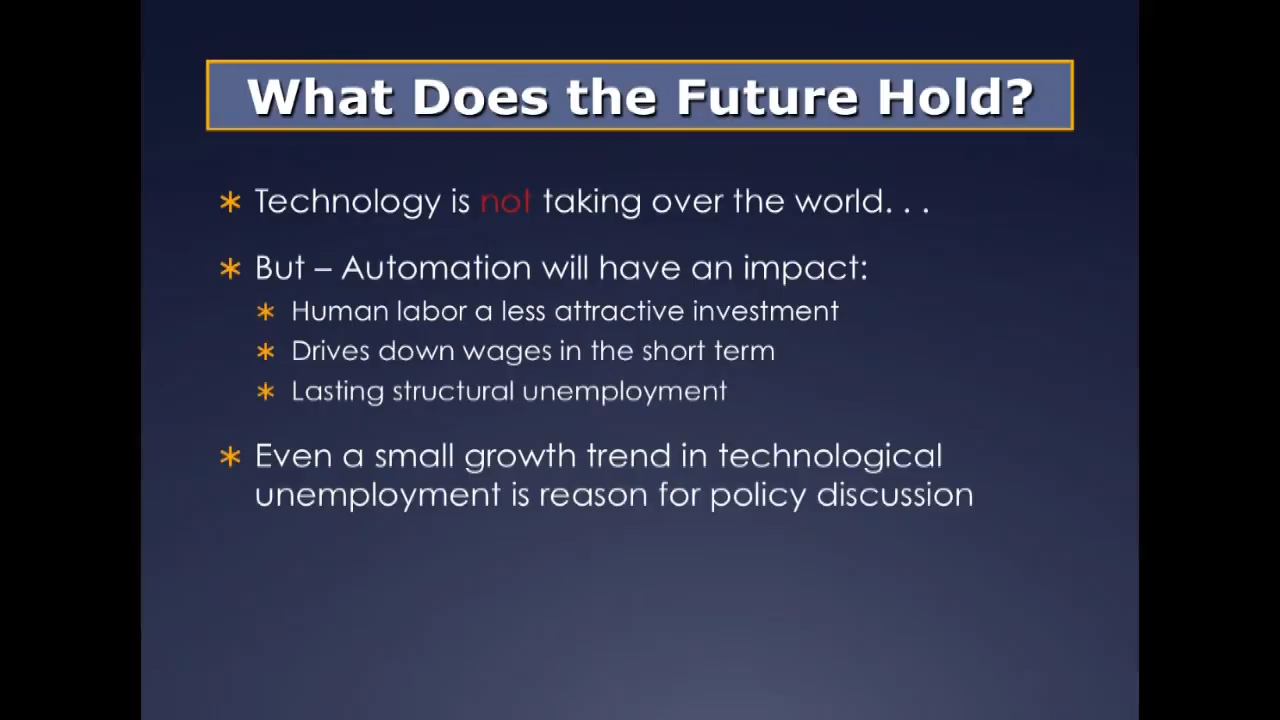 What Does the Future Hold?
Technology is not taking over the world. . .
But – Automation will have an impact:
Human labor a less attractive investment
Drives down wages in the short term
Lasting structural unemployment
Even a small growth trend in technological
unemployment is reason for policy discussion